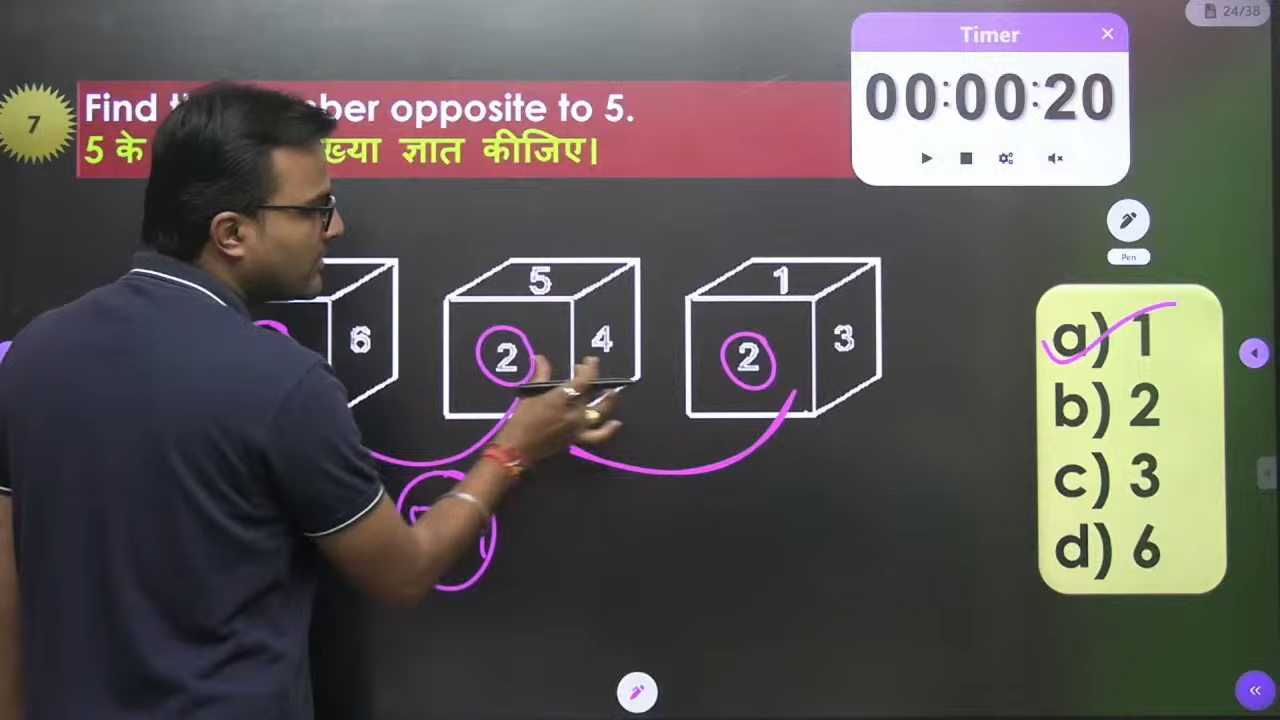 24/38
Timer
00:00:20
7
Find opposite to 5.
5 के ज्ञात कीजिए।
Pen
6
5
2
4
1
2
3
a) 1
b) 2
c) 3
d) 6